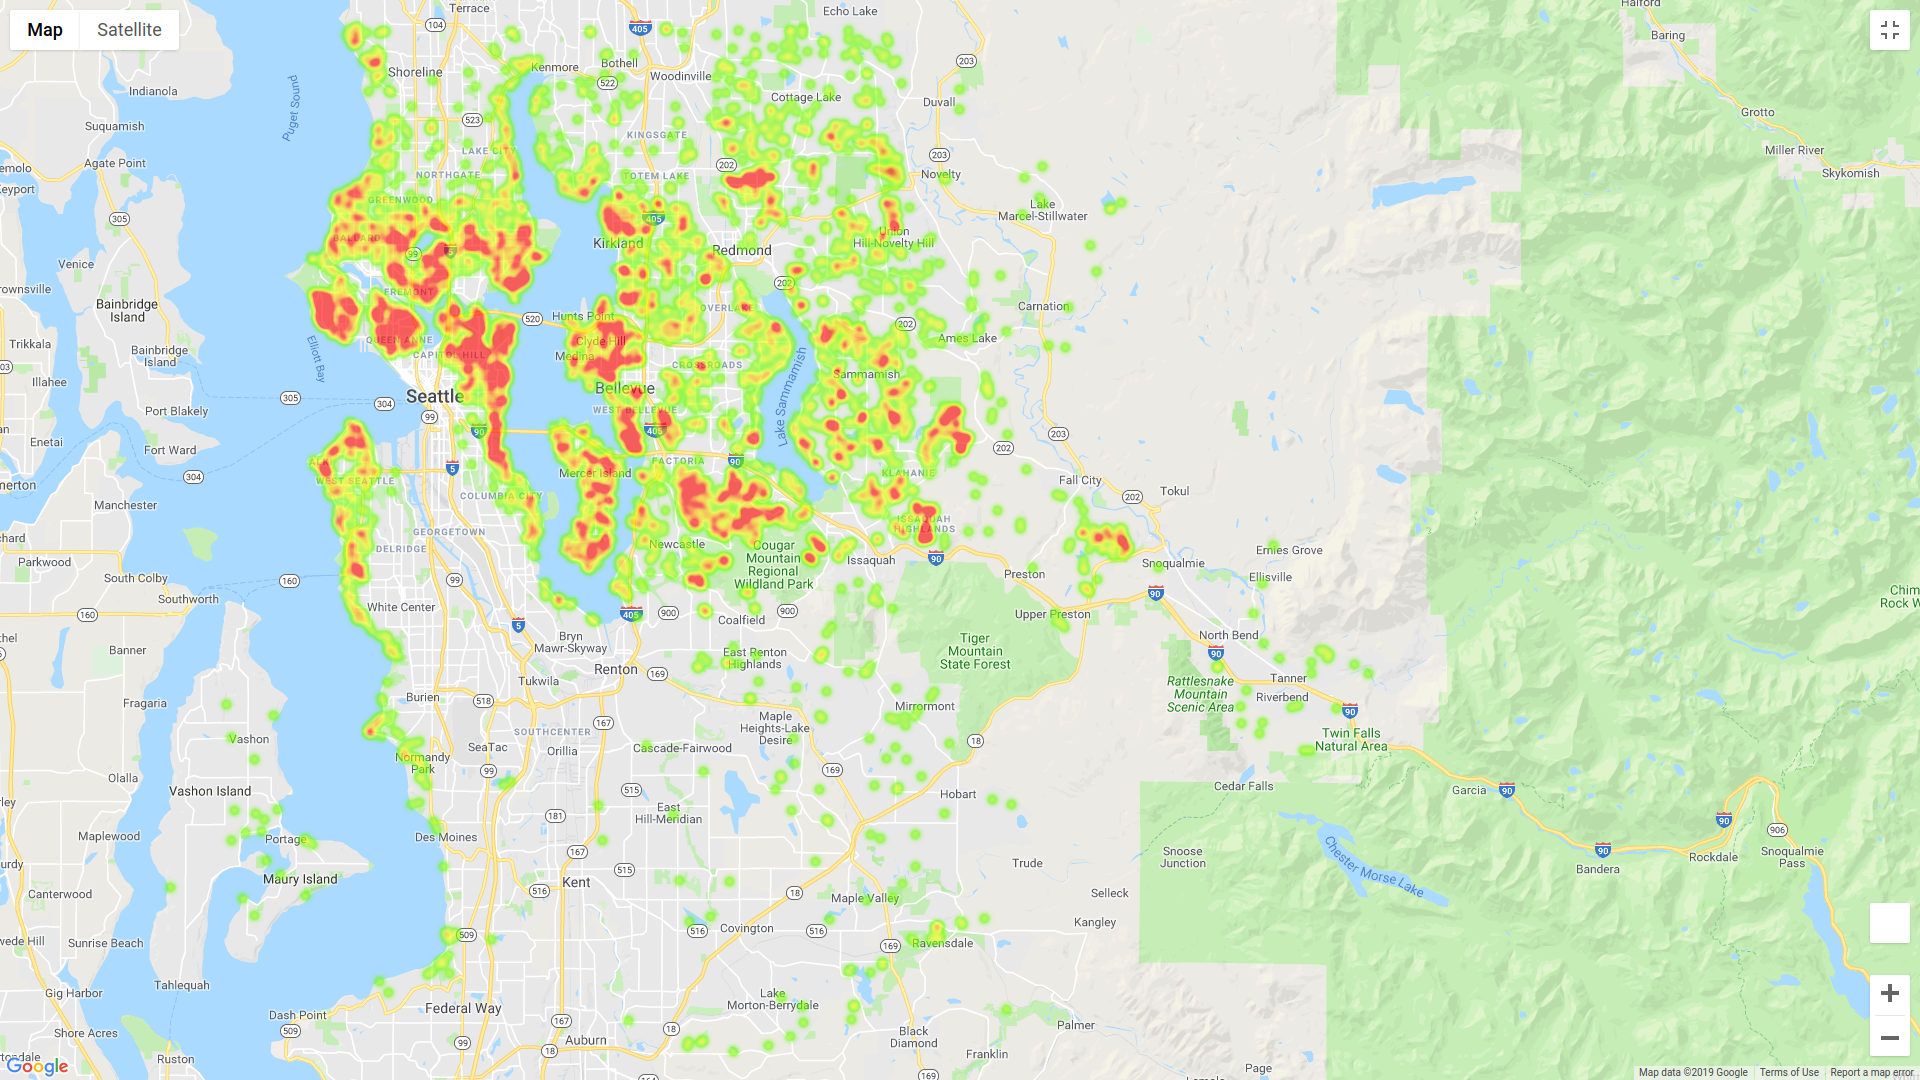 Map
Satellite
Terrace
Echo Lake
Halford
Baring
104
405
203
Bothell
Kenmore
Shoreline
Woodinville
522
Indianola
Cottage Lake
Duvall
Puget Sound
Grotto
Suquamish
523
KINGSGATE
Miller River
LAKE CITY
203
Agate Point
202
Skykomish
Keyport
NORTHGATE
TOTEM LAKE
Novelty
GREENWOOD
Lake
Marcel-Stillwater
305
405
BALLARD
Kirkland
Union
Hill-Novelty Hill
99
5
Redmond
Venice
202
FREMONT
Bainbridge
Island
OVERLAKE
Carnation
Hunts Point
520
202
Trikkala
Elliott Bay
QUEEN ANNE
Clyde Hill
Ames Lake
Bainbridge
Island
CAPITOL HILL
Medina
CROSSROADS
Sammamish
Illahee
Bellevue
Seattle
305
304
Lake Sammamish
Port Blakely
99
WEST BELLEVUE
90
405
203
Enetai
Fort Ward
202
FACTORIA
90
5
Mercer Island
KLAHANIE
304
WEST SEATTLE
Fall City
Tokul
202
COLUMBIA CITY
Manchester
ISSAQUAH
HIGHLANDS
GEORGETOWN
DELRIDGE
Newcastle
Cougar
Mountain
Regional
Wildland Park
Issaquah
90
Ernies Grove
Parkwood
Snoqualmie
South Colby
160
99
Preston
Ellisville
Southworth
White Center
90
160
405
900
900
Coalfield
Upper Preston
5
Bryn
Mawr-Skyway
North Bend
Banner
East Renton
Highlands
Tiger
Mountain
State Forest
90
Renton
169
Tukwila
Rattlesnake
Mountain
Scenic Area
Tanner
Fragaria
Burien
518
Riverbend
Mirrormont
90
167
Maple
Heights-Lake
Desire
SOUTHCENTER
Vashon
SeaTac
Orillia
Cascade-Fairwood
18
Twin Falls
Natural Area
Normandy
Park
99
169
Olalla
Vashon Island
515
Hobart
Cedar Falls
Garcia
90
East
Hill-Meridian
181
90
Maplewood
Portage
Des Moines
906
167
Snoose
Junction
Chester Morse Lake
90
Rockdale
Snoqualmie
Pass
Trude
Bandera
515
Maury Island
Kent
516
18
Selleck
Canterwood
Maple Valley
Kangley
509
516
Covington
516
169
Ravensdale
Sunrise Beach
Tahlequah
Gig Harbor
Lake
Morton-Berrydale
Federal Way
Dash Point
509
167
18
Palmer
Shore Acres
Black
Diamond
99
Auburn
18
Franklin
Ruston
169
Page
Google
Map data ©2019 Google
Terms of Use
Report a map error